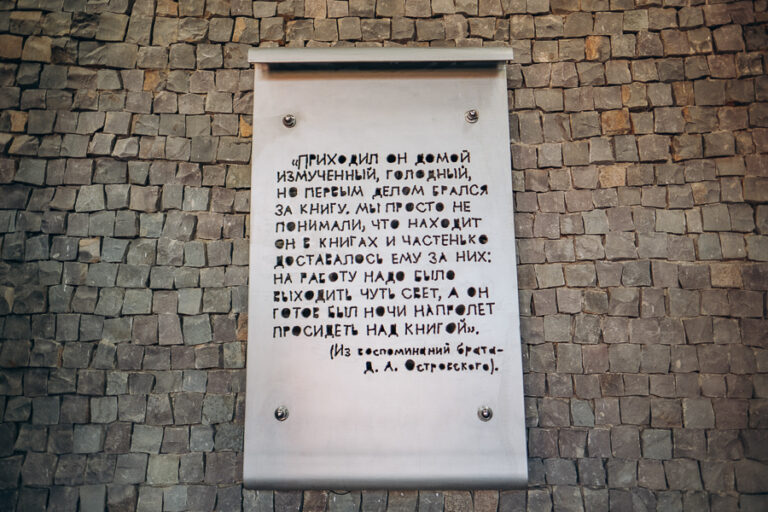 «ПРИХОДИЛ ОН ДОМОЙ
ИЗМУЧЕННЫЙ, ГОЛОДНЫЙ,
НО ПЕРВЫМ ДЕЛОМ БРАЛСЯ
ЗА КНИГУ. МЫ ПРОСТО НЕ
ПОНИМАЛИ, ЧТО НАХОДИТ
ОН В КНИГАХ И ЧАСТЕНЬКО
ДОСТАВАЛОСЬ ЕМУ ЗА НИХ:
НА РАБОТУ НАДО БЫЛО
ВЫХОДИТЬ ЧУТЬ СВЕТ, А ОН
ГОТОВ БЫЛ НОЧИ НАПРОЛЕТ
ПРОСИДЕТЬ НАД КНИГОЙ».
(Из воспоминаний брата-
Д. А. Островского).